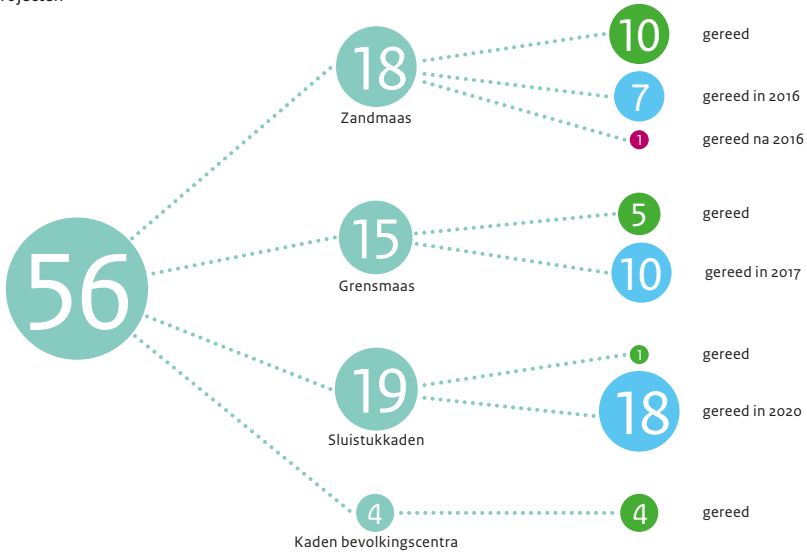 56
18
Zandmaas
10 gereed
7 gereed in 2016
1 gereed na 2016
15
Grensmaas
5 gereed
10 gereed in 2017
19
Sluistukkaden
1 gereed
18 gereed in 2020
4
Kaden bevolkingscentra
4 gereed